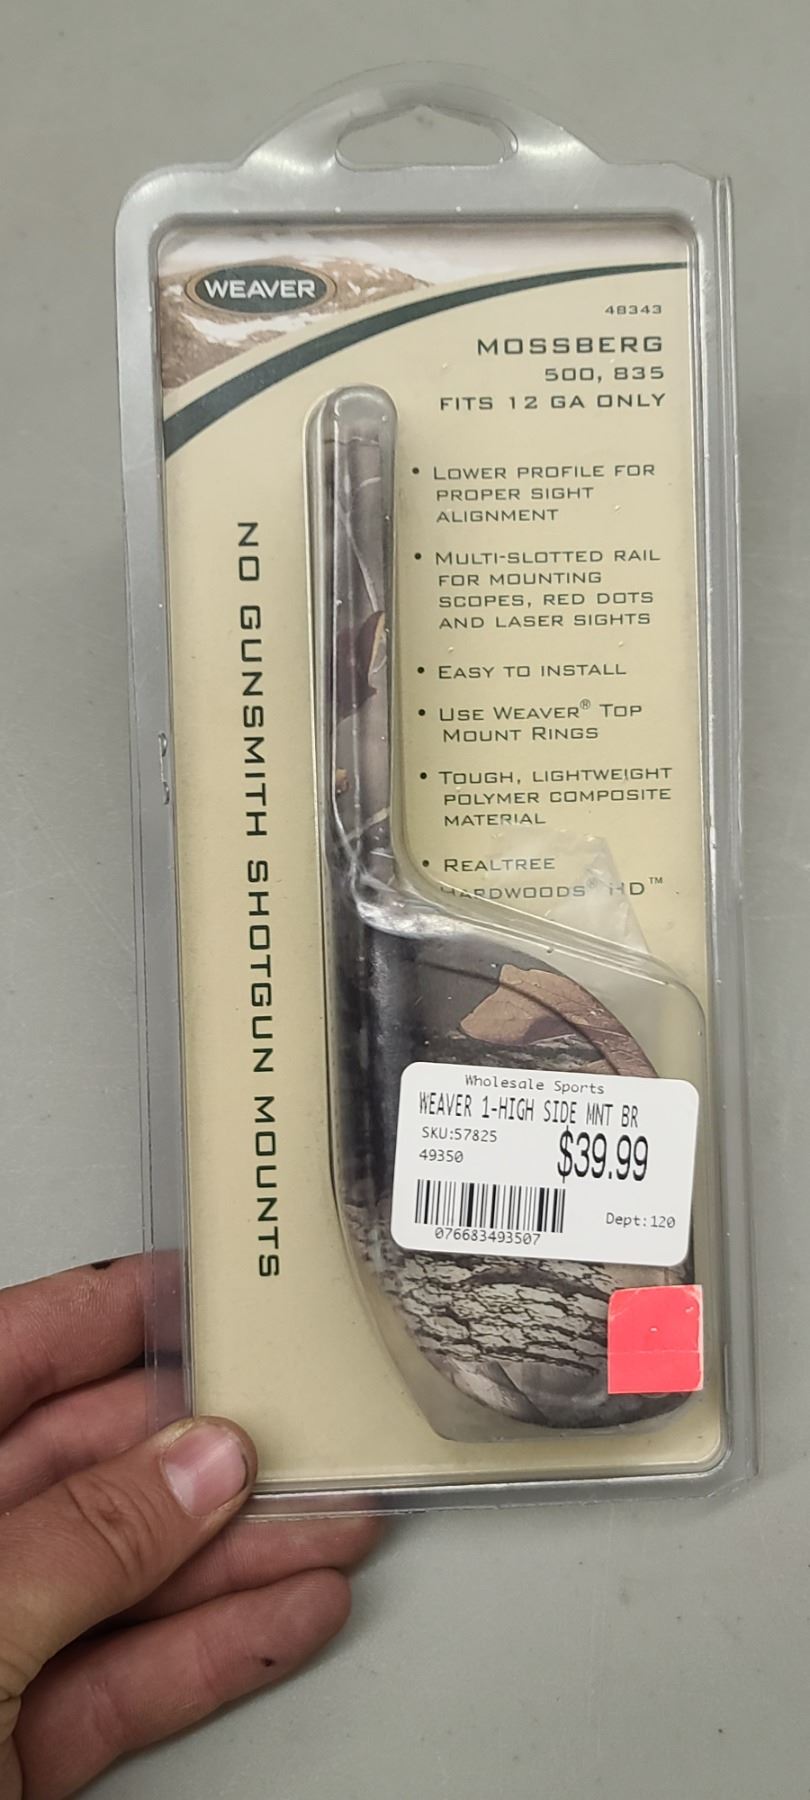 WEAVER
48343
MOSSBERG
500, 835
FITS 12 GA ONLY
• LOWER PROFILE FOR
PROPER SIGHT
ALIGNMENT
• MULTI-SLOTTED RAIL
FOR MOUNTING
SCOPES, RED DOTS
AND LASER SIGHTS
• EASY TO INSTALL
• USE WEAVER® TOP
MOUNT RINGS
• TOUGH, LIGHTWEIGHT
POLYMER COMPOSITE
MATERIAL
• REALTREE
HARDWOODS® HD™
NO GUNSMITH SHOTGUN MOUNTS
Wholesale Sports
WEAVER 1-HIGH SIDE MNT BR
SKU:57825
49350
$39.99
Dept:120
076683493507